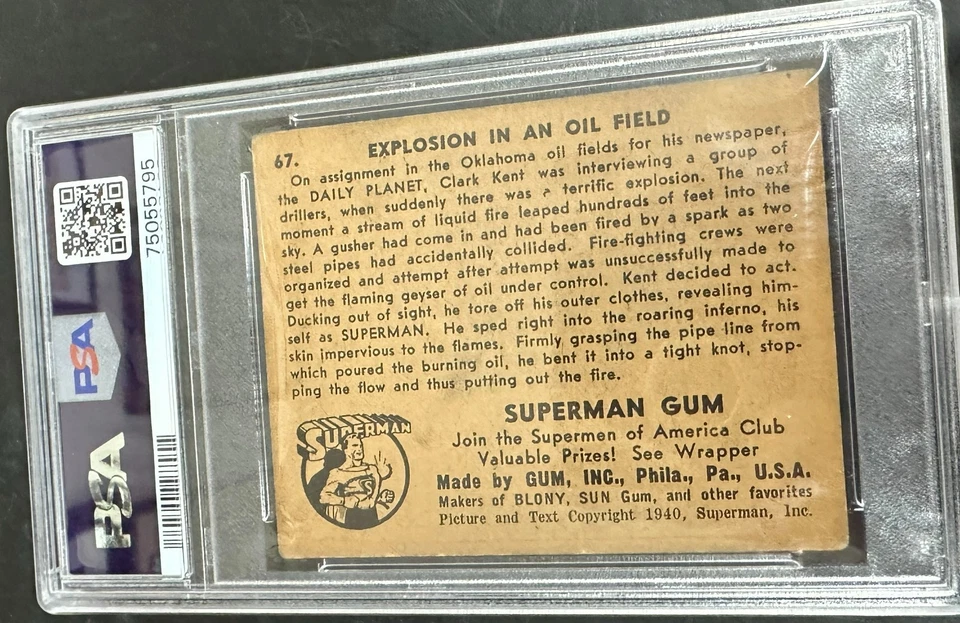 67.
EXPLOSION IN AN OIL FIELD
On assignment in the Oklahoma oil fields for his newspaper,
the DAILY PLANET, Clark Kent was interviewing a group of
drillers, when suddenly there was a terrific explosion. The next
moment a stream of liquid fire leaped hundreds of feet into the
sky. A gusher had come in and had been fired by a spark as two
steel pipes had accidentally collided. Fire-fighting crews were
organized and attempt after attempt was unsuccessfully made to
get the flaming geyser of oil under control. Kent decided to act.
Ducking out of sight, he tore off his outer clothes, revealing him-
self as SUPERMAN. He sped right into the roaring inferno, his
skin impervious to the flames. Firmly grasping the pipe line from
which poured the burning oil, he bent it into a tight knot, stop-
ping the flow and thus putting out the fire.
SUPERMAN
SUPERMAN GUM
Join the Supermen of America Club
Valuable Prizes! See Wrapper
Made by GUM, INC., Phila., Pa., U.S.A.
Makers of BLONY, SUN Gum, and other favorites
Picture and Text Copyright 1940, Superman, Inc.
75055795
PSA
PSA